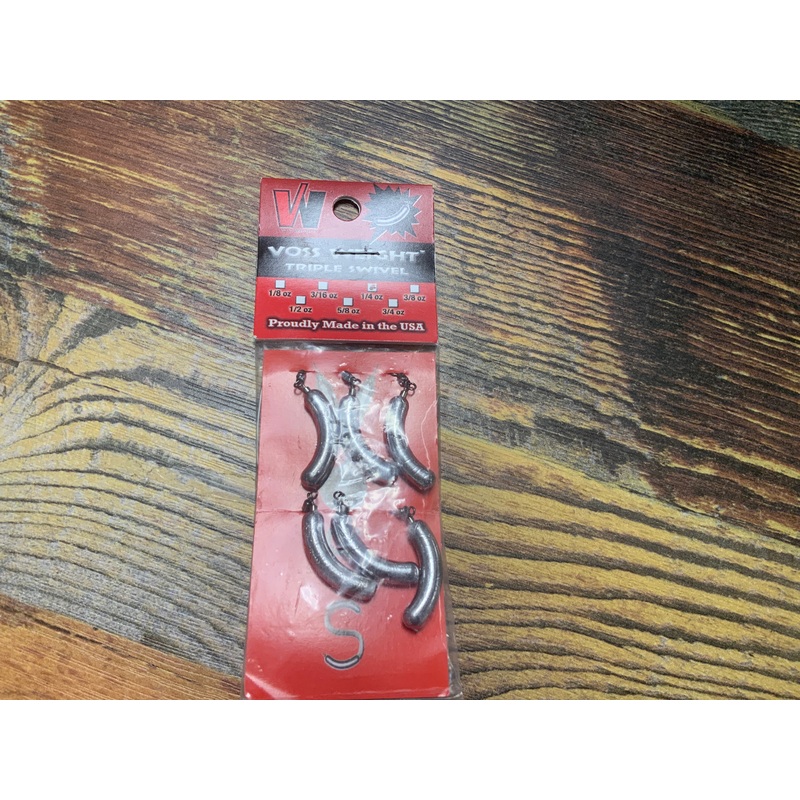 VW
VOSS
TRIPLE SWIVEL
1/8 oz 3/16 oz 1/4 oz 3/8 oz
1/2 oz 5/8 oz 3/4 oz
Proudly Made in the USA
S